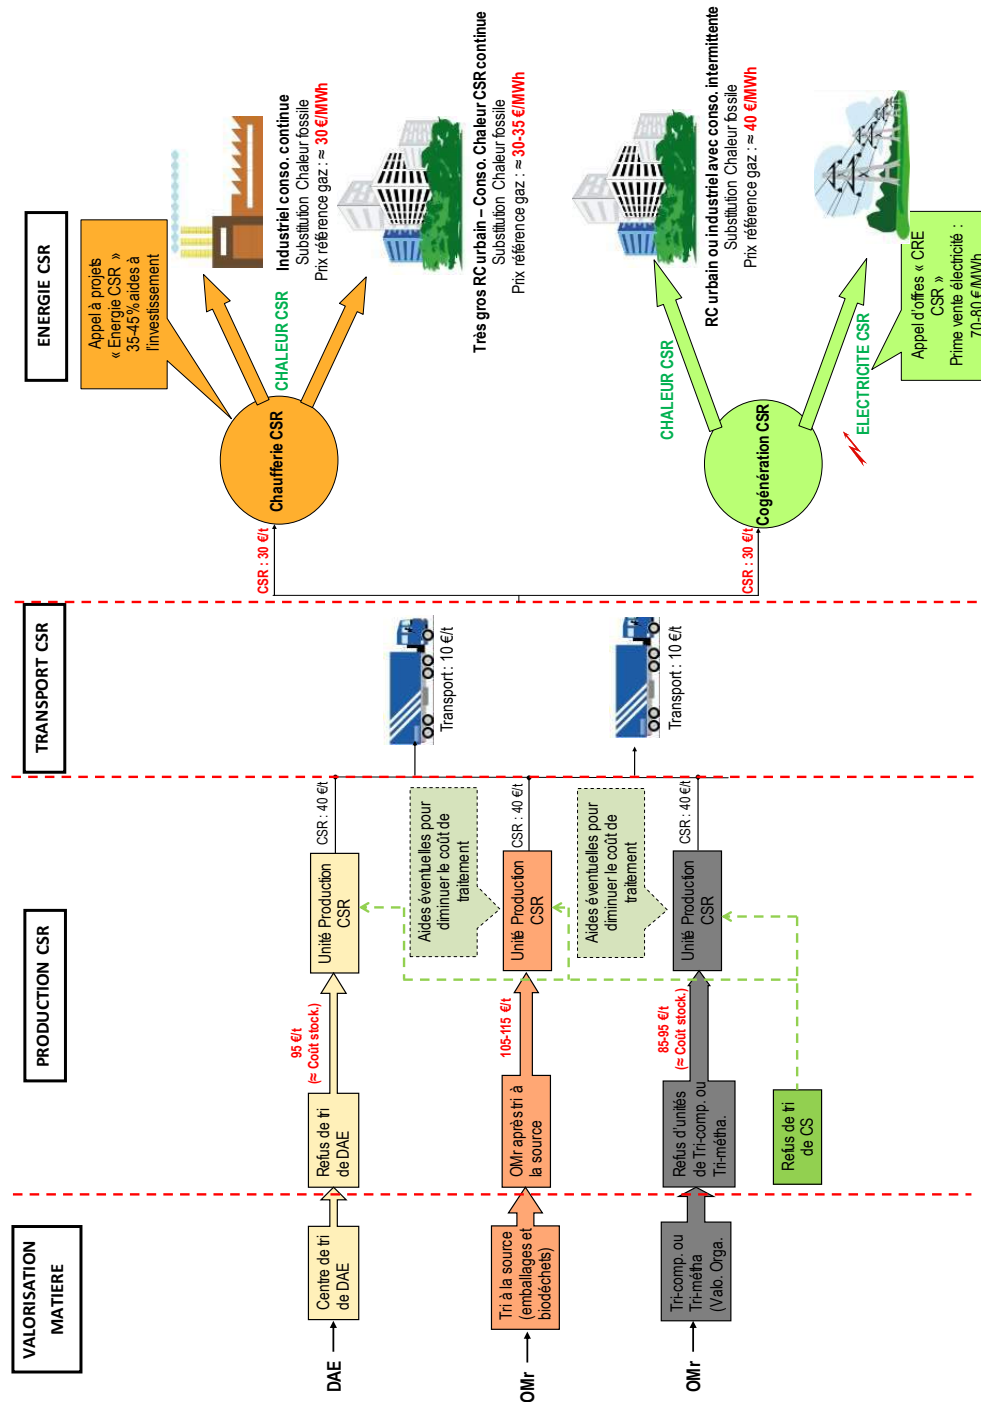 VALORISATION
MATIERE
PRODUCTION CSR
TRANSPORT CSR
ENERGIE CSR
DAE
Centre de tri
de DAE
Refus de tri
de DAE
95 €/t
(≈ Coût stock.)
Unité Production
CSR
CSR : 40 €/t
OMr
Tri à la source
(emballages et
biodéchets)
OMr après tri à
la source
105-115 €/t
Aides éventuelles pour
diminuer le coût de
traitement
Unité Production
CSR
CSR : 40 €/t
OMr
Tri-comp. ou
Tri-métha
(Valo. Orga.
Refus d'unités
de Tri-comp. ou
Tri-métha.
85-95 €/t
(≈ Coût stock.)
Aides éventuelles pour
diminuer le coût de
traitement
Unité Production
CSR
CSR : 40 €/t
Refus de tri
de CS
Transport : 10 €/t
Transport : 10 €/t
CSR : 30 €/t
Chaufferie CSR
Appel à projets
« Energie CSR »
35-45% aides à
l'investissement
CHALEUR CSR
Industriel conso. continue
Substitution Chaleur fossile
Prix référence gaz : ≈ 30 €/MWh
Très gros RC urbain – Conso. Chaleur CSR continue
Substitution Chaleur fossile
Prix référence gaz : ≈ 30-35 €/MWh
CSR : 30 €/t
Cogénération CSR
CHALEUR CSR
RC urbain ou industriel avec conso. intermittente
Substitution Chaleur fossile
Prix référence gaz : ≈ 40 €/MWh
ELECTRICITE CSR
Appel d'offres « CRE
CSR »
Prime vente électricité :
70-80 €/MWh